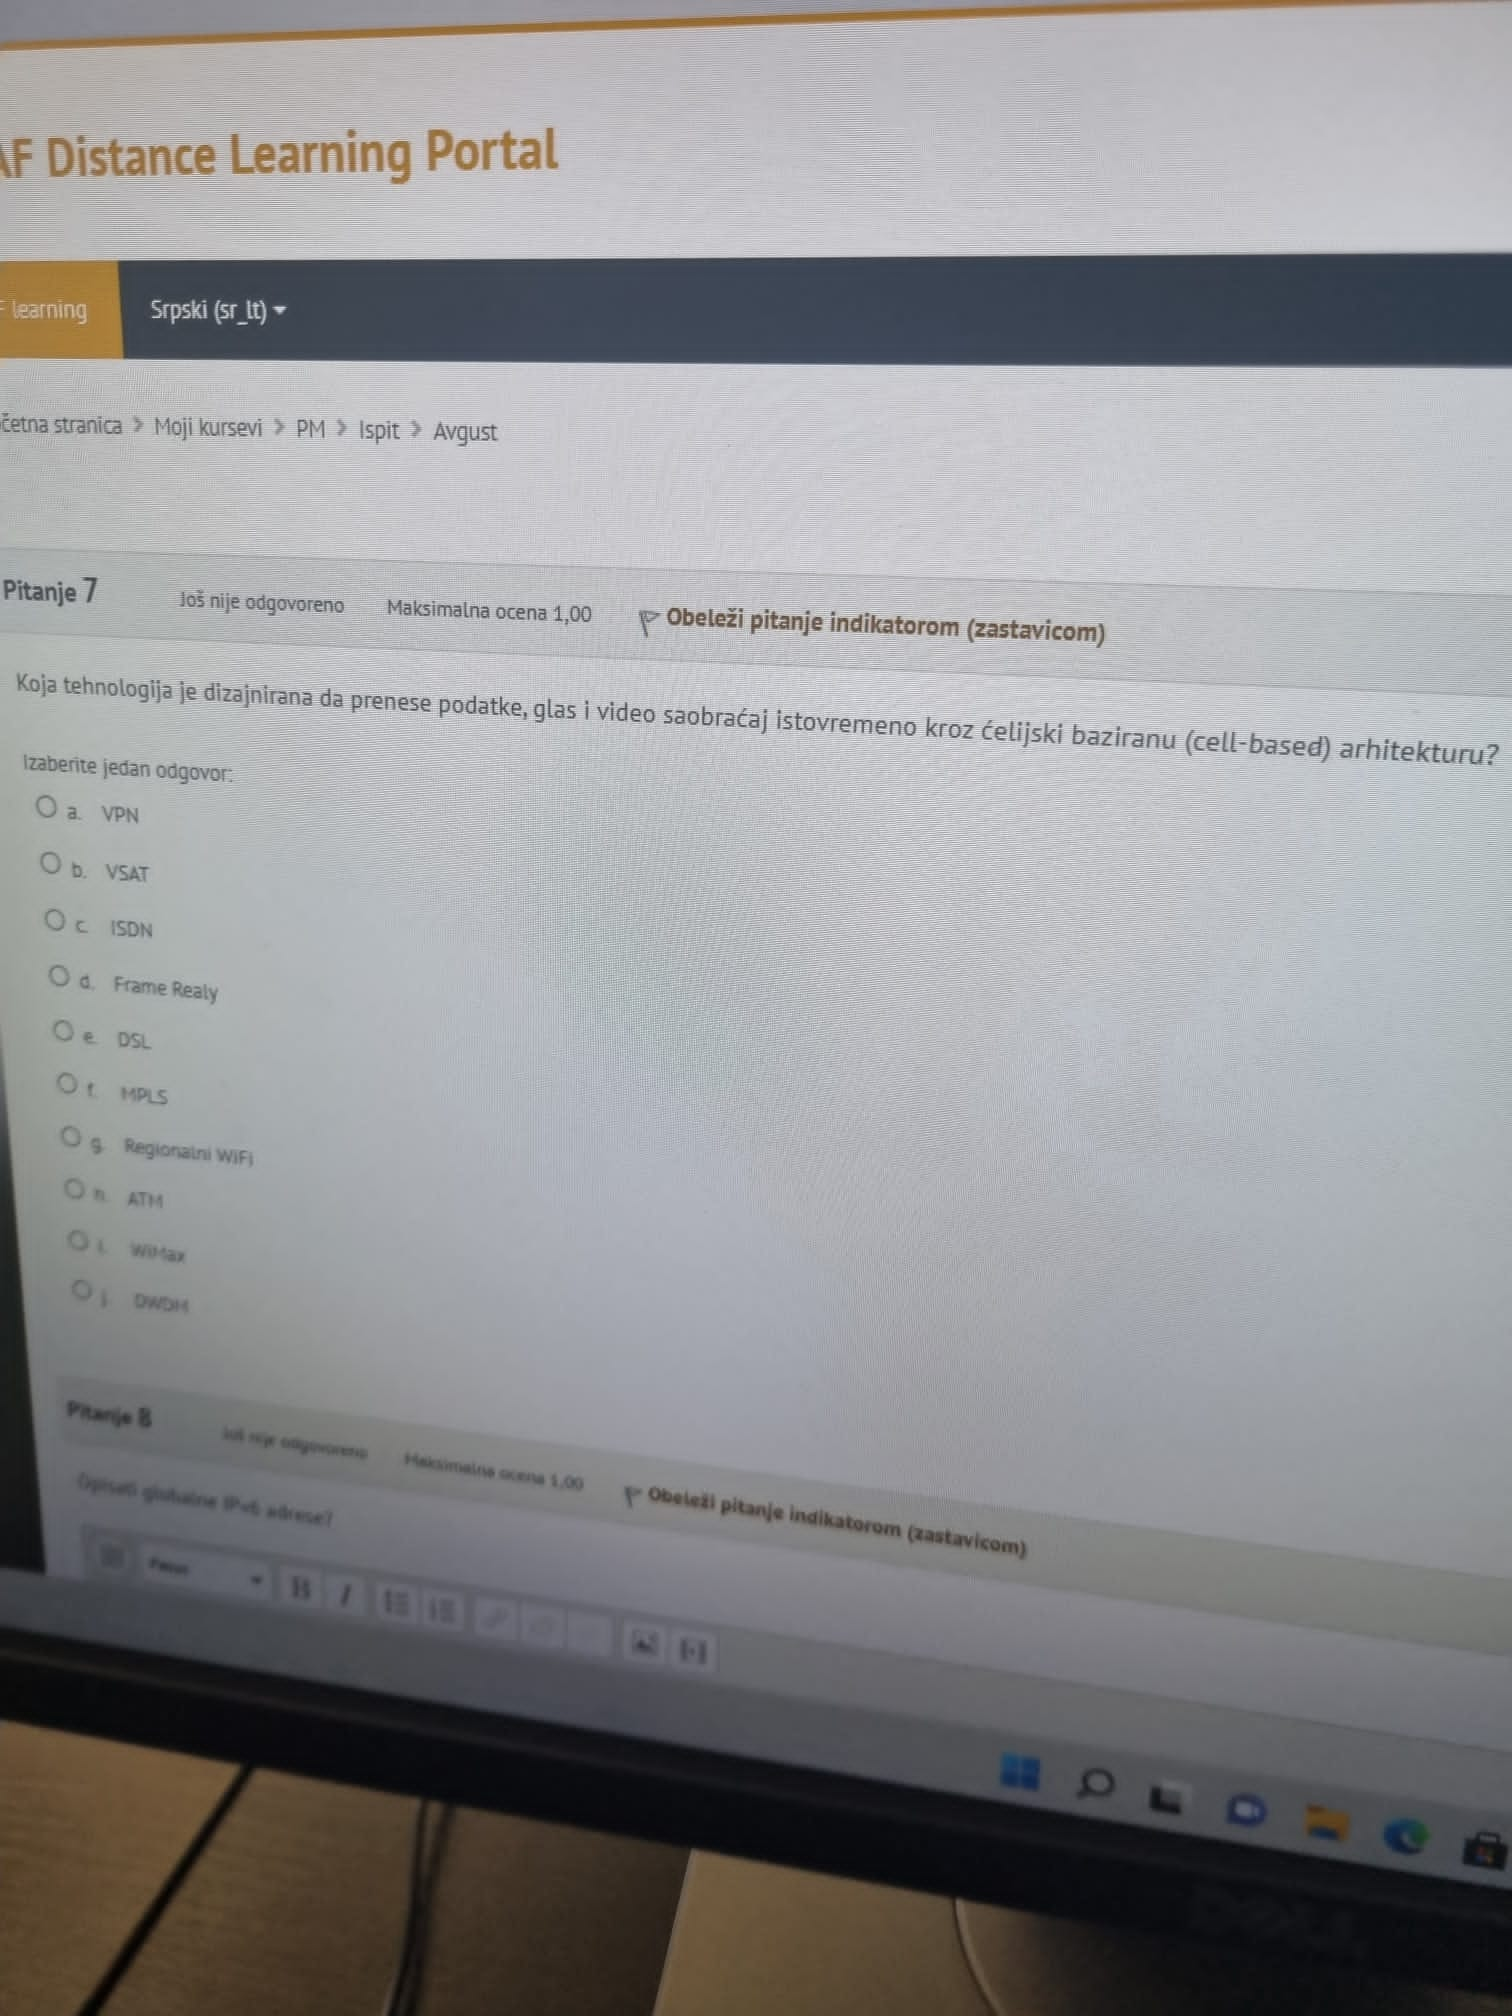 AF Distance Learning Portal
F learning Srpski (sr_lt)
četna stranica > Moji kursevi > PM > Ispit > Avgust
Pitanje 7 Još nije odgovoreno Maksimalna ocena 1,00 Obeleži pitanje indikatorom (zastavicom)
Koja tehnologija je dizajnirana da prenese podatke, glas i video saobraćaj istovremeno kroz ćelijski baziranu (cell-based) arhitekturu?
Izaberite jedan odgovor:
a. VPN
b. VSAT
c. ISDN
d. Frame Realy
e. DSL
f. MPLS
g. Regionalni WiFi
h. ATM
i. WiMax
j. DWDM
Pitanje 8 Još nije odgovoreno Maksimalna ocena 1,00 Obeleži pitanje indikatorom (zastavicom)
Opisati globalne IPv6 adrese?
B I